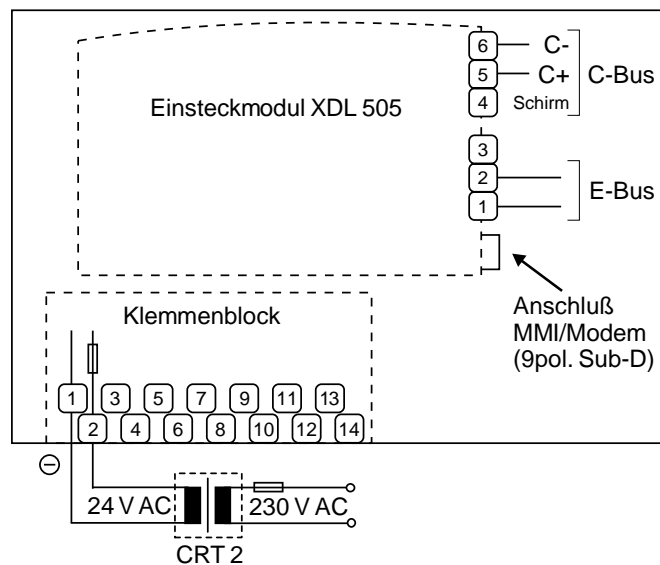 6 C-
5 C+ C-Bus
4 Schirm
Einsteckmodul XDL 505
3
2
1
E-Bus
Anschluß
MMI/Modem
(9pol. Sub-D)
Klemmenblock
1 3 5 7 9 11 13
2 4 6 8 10 12 14
24 V AC 230 V AC
CRT 2